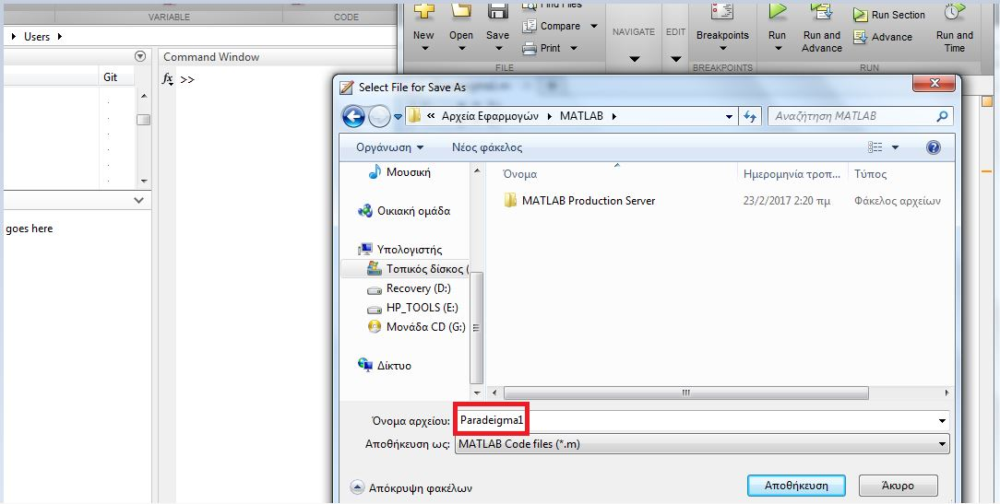 VARIABLE
CODE
Users
Git
goes here
Command Window
fx >>
New
Open
Save
Find Files
Compare
Print
FILE
NAVIGATE
EDIT
Breakpoints
BREAKPOINTS
Run
Run and
Advance
Run Section
Advance
Run and
Time
RUN
Select File for Save As
« Αρχεία Εφαρμογών
MATLAB
Αναζήτηση MATLAB
Οργάνωση
Νέος φάκελος
Μουσική
Οικιακή ομάδα
Υπολογιστής
Τοπικός δίσκος (
Recovery (D:)
HP_TOOLS (E:)
Μονάδα CD (G:)
Δίκτυο
Όνομα
Ημερομηνία τροπ...
Τύπος
MATLAB Production Server
23/2/2017 2:20 πμ
Φάκελος αρχείων
Όνομα αρχείου: Paradeigma1
Αποθήκευση ως: MATLAB Code files (*.m)
Απόκρυψη φακέλων
Αποθήκευση
Άκυρο